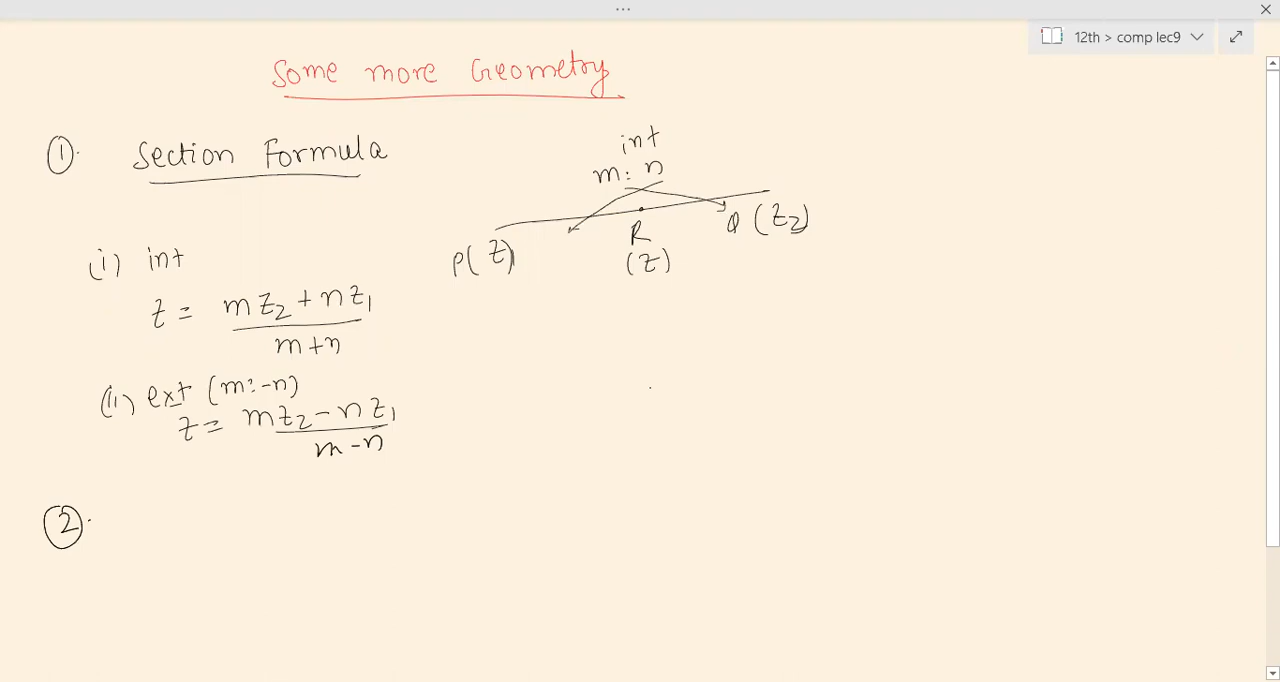 12th > comp lec9
Some more Geometry
①. Section Formula
int
m: n
P(Z1)
R
(Z)
Q (Z2)
(i) int
Z = mZ2 + nZ1
m+n
(ii) ext (m:-n)
Z = mZ2 - nZ1
m-n
②.